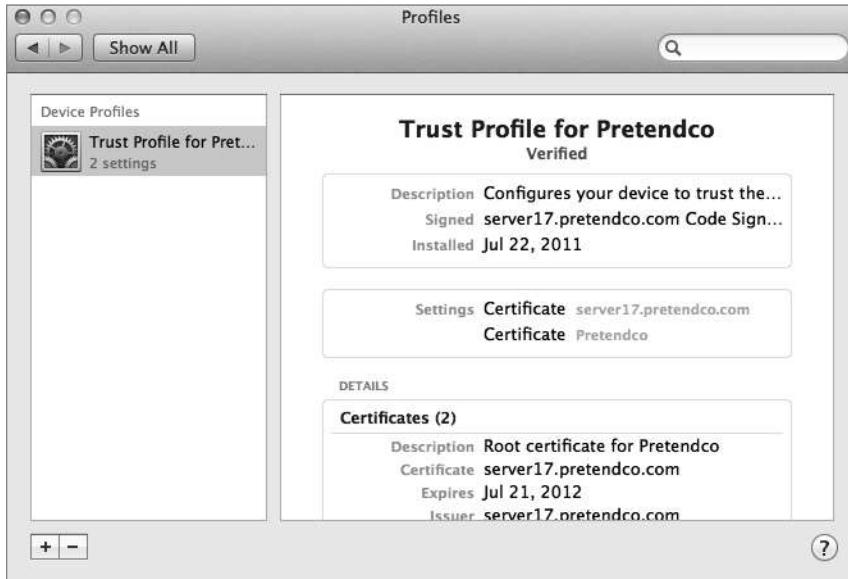 Profiles
Show All
Device Profiles
Trust Profile for Pret...
2 settings
Trust Profile for Pretendco
Verified
Description Configures your device to trust the...
Signed server17.pretendco.com Code Sign...
Installed Jul 22, 2011
Settings Certificate server17.pretendco.com
Certificate Pretendco
DETAILS
Certificates (2)
Description Root certificate for Pretendco
Certificate server17.pretendco.com
Expires Jul 21, 2012
Issuer server17.pretendco.com
+ −
?